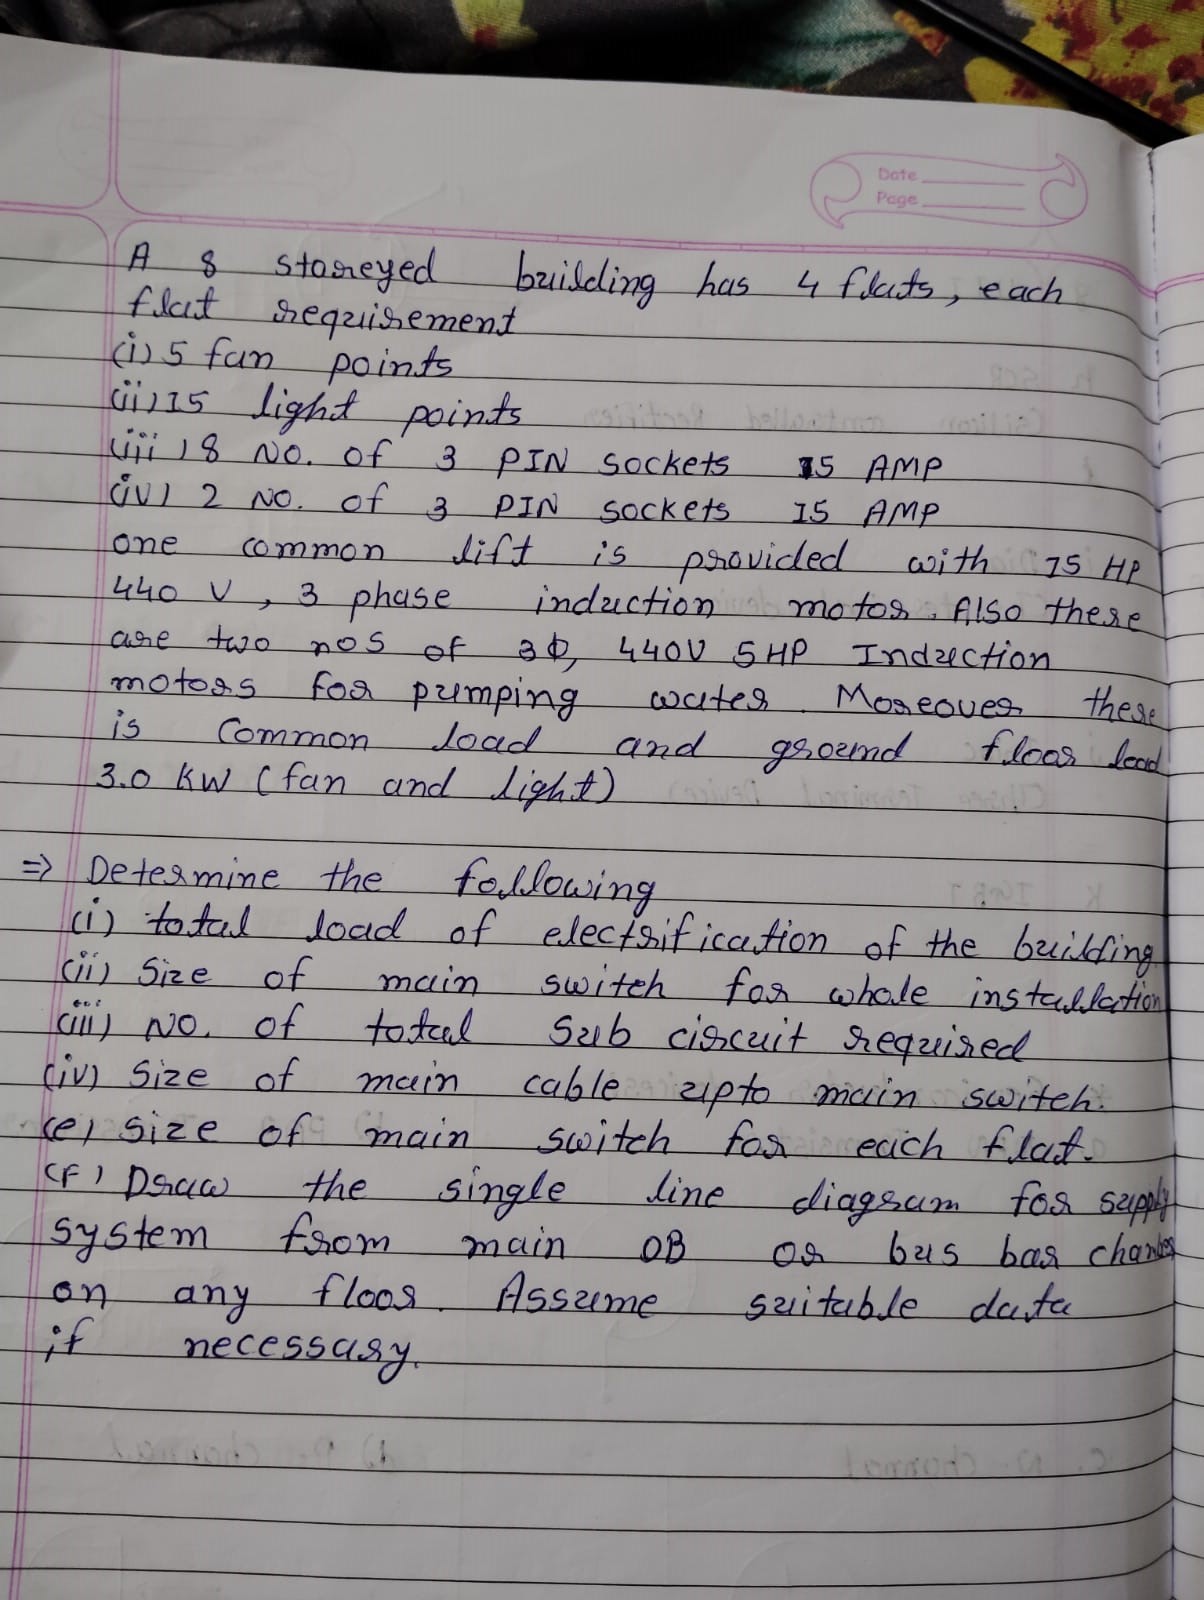 Date
Page
A 8 storeyed building has 4 flats, each
flat requirement
(i) 5 fan points
(ii) 15 light points
(iii) 8 NO. of 3 PIN sockets 5 AMP
(iv) 2 NO. of 3 PIN sockets 15 AMP
one common lift is provided with 15 HP
440 V, 3 phase induction motor. Also there
are two nos of 3Φ, 440V 5HP Induction
motors for pumping water. Moreover there
is common load and ground floor load
3.0 KW (fan and light)
=> Determine the following
(i) total load of electrification of the building
(ii) Size of main switch for whole installation
(iii) NO. of total sub circuit required
(iv) Size of main cable upto main switch.
(e) Size of main switch for each flat.
(F) Draw the single line diagram for supply
system from main DB or bus bar
on any floor. Assume suitable data
if necessary.